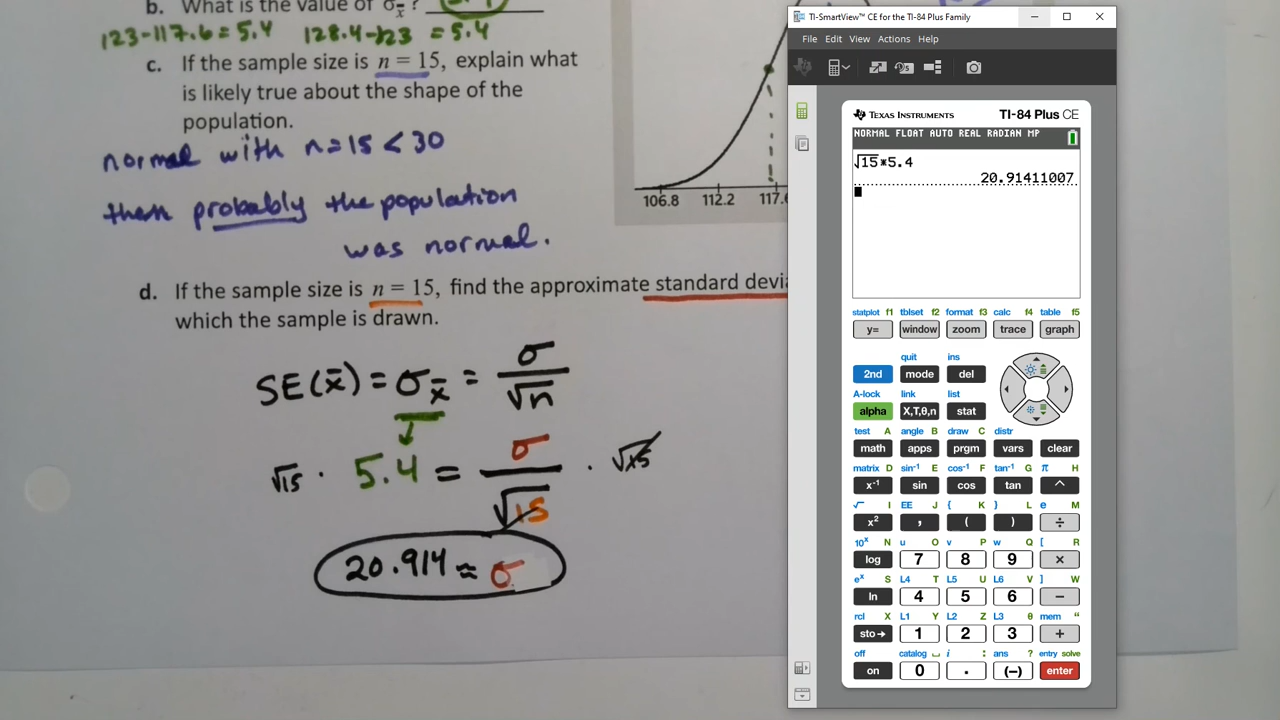 b. What is the value of σx̄ ?
123-117.6=5.4 128.4-123 = 5.4
c. If the sample size is n = 15, explain what
is likely true about the shape of the
population.
normal with n=15 < 30
then probably the population
was normal.
106.8 112.2 117.6
d. If the sample size is n = 15, find the approximate standard devi
which the sample is drawn.
SE(x̄) = σx̄ = σ/√n
√15 · 5.4 = σ/√15 · √15
20.914 ≈ σ
TI-SmartView™ CE for the TI-84 Plus Family
File Edit View Actions Help
TEXAS INSTRUMENTS TI-84 Plus CE
NORMAL FLOAT AUTO REAL RADIAN MP
√15*5.4
20.91411007
statplot f1 tblset f2 format f3 calc f4 table f5
y= window zoom trace graph
quit ins
2nd mode del
A-lock link list
alpha X,T,θ,n stat
test A angle B draw C distr
math apps prgm vars clear
matrix D sin⁻¹ E cos⁻¹ F tan⁻¹ G π H
x⁻¹ sin cos tan ^
√ I EE J { K } L e M
x² , ( ) ÷
10ˣ N u O v P w Q [ R
log 7 8 9 ×
eˣ S L4 T L5 U L6 V ] W
ln 4 5 6 −
rcl X L1 Y L2 Z L3 θ mem "
sto→ 1 2 3 +
off catalog ␣ i : ans ? entry solve
on 0 . (−) enter